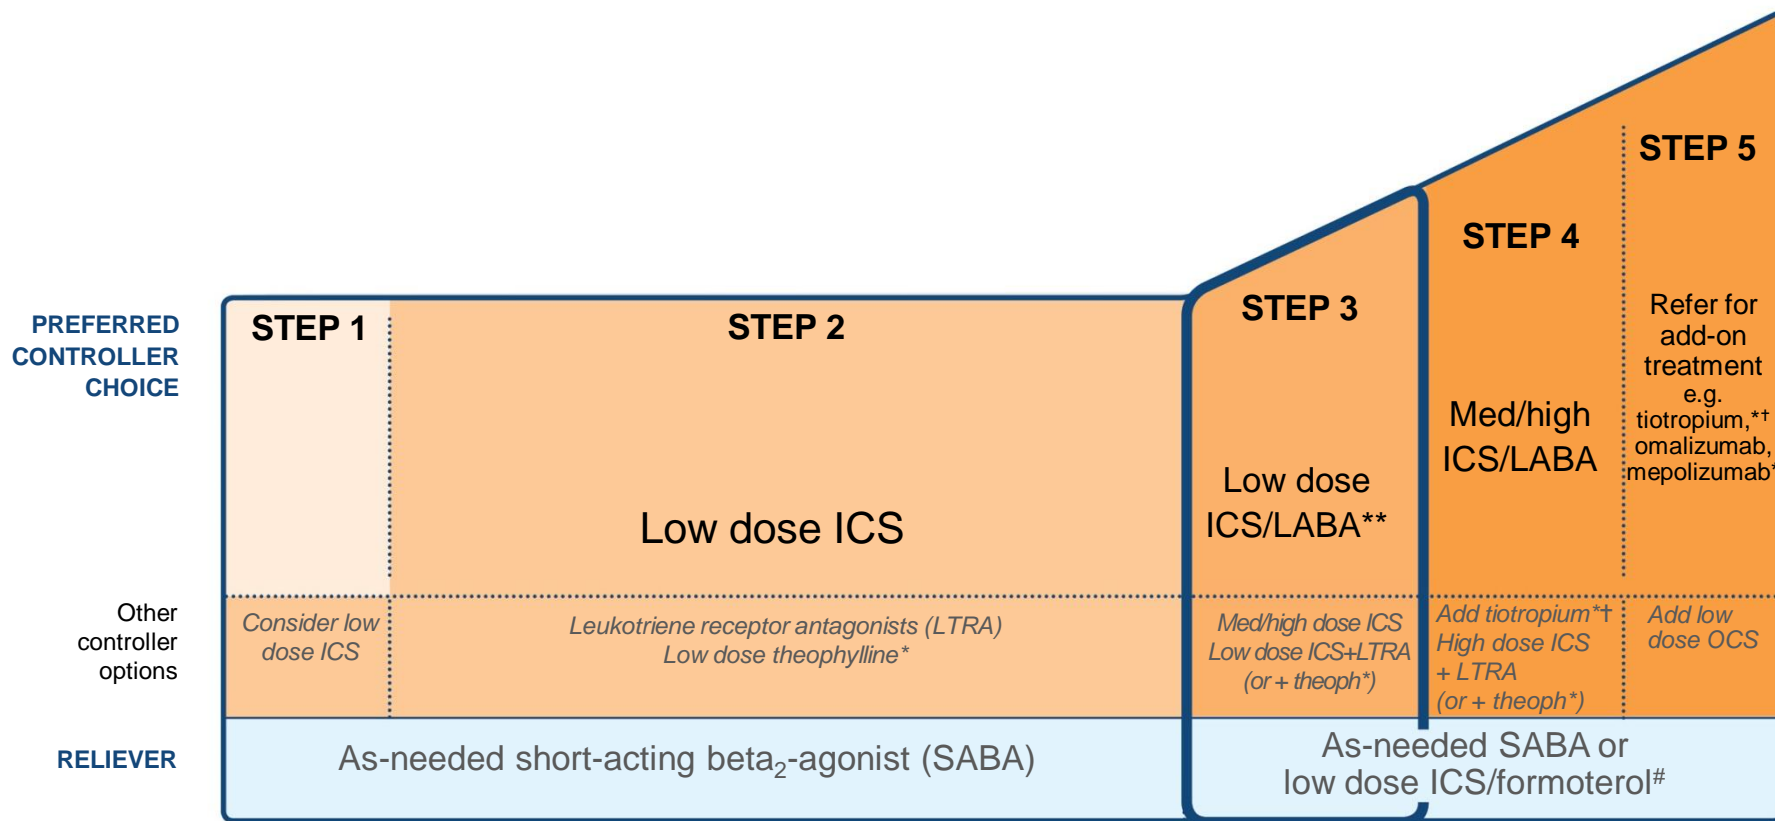 PREFERRED
CONTROLLER
CHOICE
STEP 1
STEP 2
Low dose ICS
STEP 3
Low dose
ICS/LABA**
STEP 4
Med/high
ICS/LABA
STEP 5
Refer for
add-on
treatment
e.g.
tiotropium,*†
omalizumab,
mepolizumab*
Other
controller
options
Consider low
dose ICS
Leukotriene receptor antagonists (LTRA)
Low dose theophylline*
Med/high dose ICS
Low dose ICS+LTRA
(or + theoph*)
Add tiotropium*†
High dose ICS
+ LTRA
(or + theoph*)
Add low
dose OCS
RELIEVER
As-needed short-acting beta₂-agonist (SABA)
As-needed SABA or
low dose ICS/formoterol#